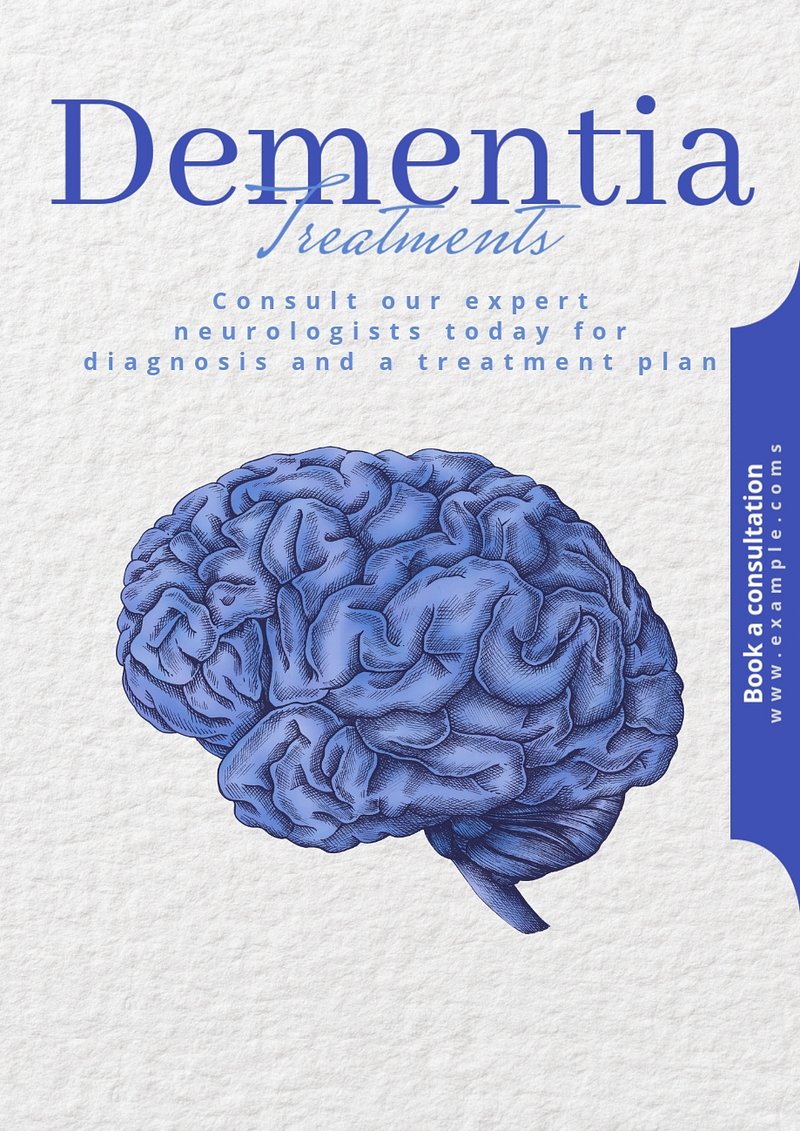 Dementia
Treatments
Consult our expert
neurologists today for
diagnosis and a treatment plan
Book a consultation
www.example.coms